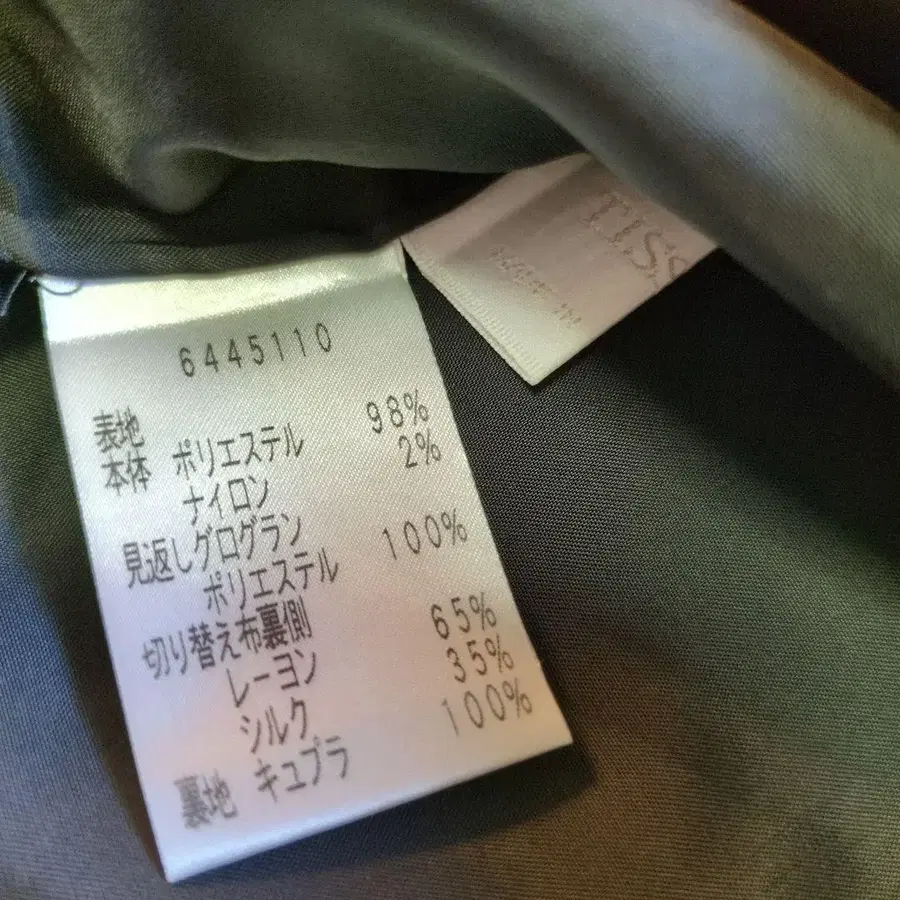 6445110
表地
本体 ポリエステル 98%
ナイロン 2%
見返しグログラン
ポリエステル 100%
切り替え布裏側
レーヨン 65%
シルク 35%
裏地 キュプラ 100%
TISS